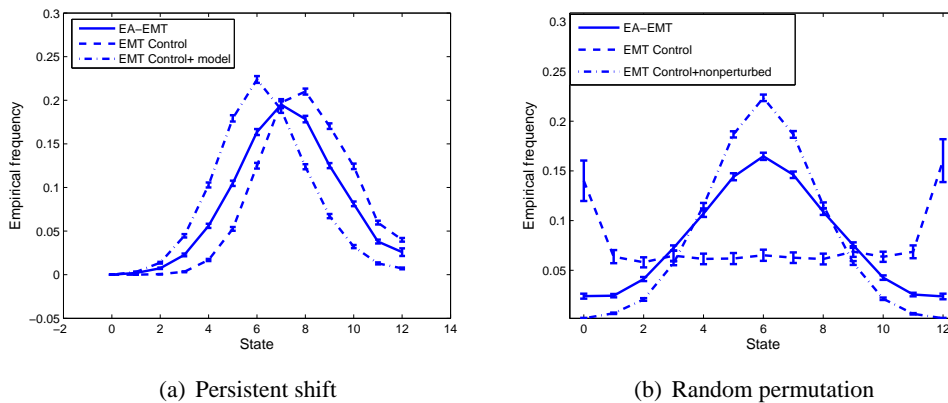 0.3
0.25
0.2
0.15
0.1
0.05
0
−0.05
−2
0
2
4
6
8
10
12
14
State
Empirical frequency
EA−EMT
EMT Control
EMT Control+ model
(a) Persistent shift
0.3
0.25
0.2
0.15
0.1
0.05
0
2
4
6
8
10
12
State
Empirical frequency
EA−EMT
EMT Control
EMT Control+nonperturbed
(b) Random permutation